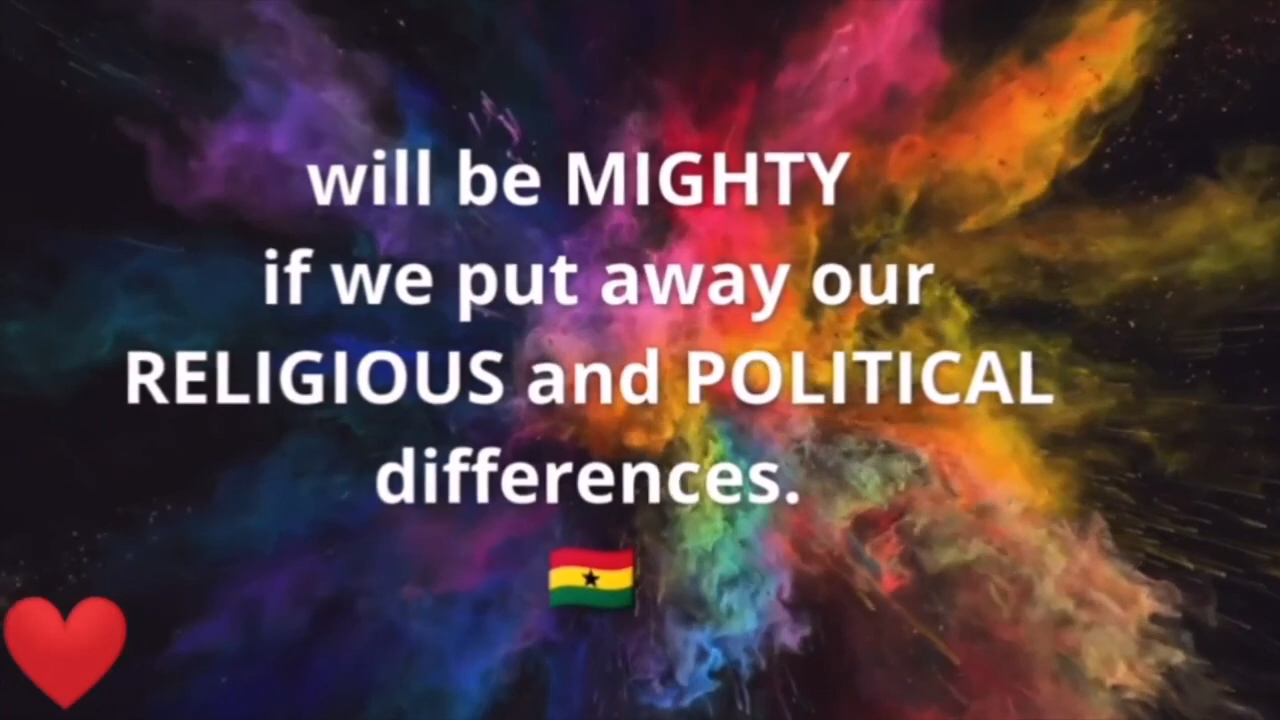 will be MIGHTY
if we put away our
RELIGIOUS and POLITICAL
differences.